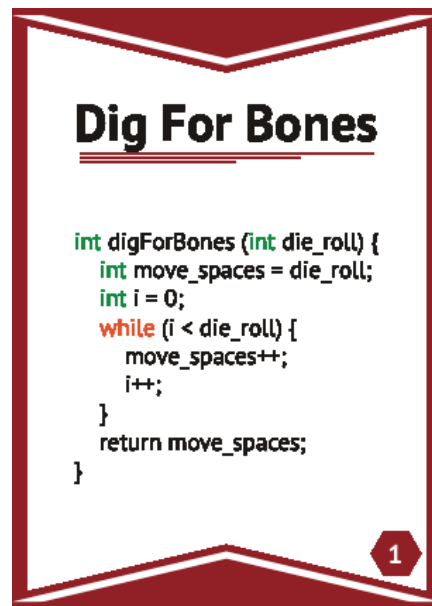 Dig For Bones
int digForBones (int die_roll) {
int move_spaces = die_roll;
int i = 0;
while (i < die_roll) {
move_spaces++;
i++;
}
return move_spaces;
}
1